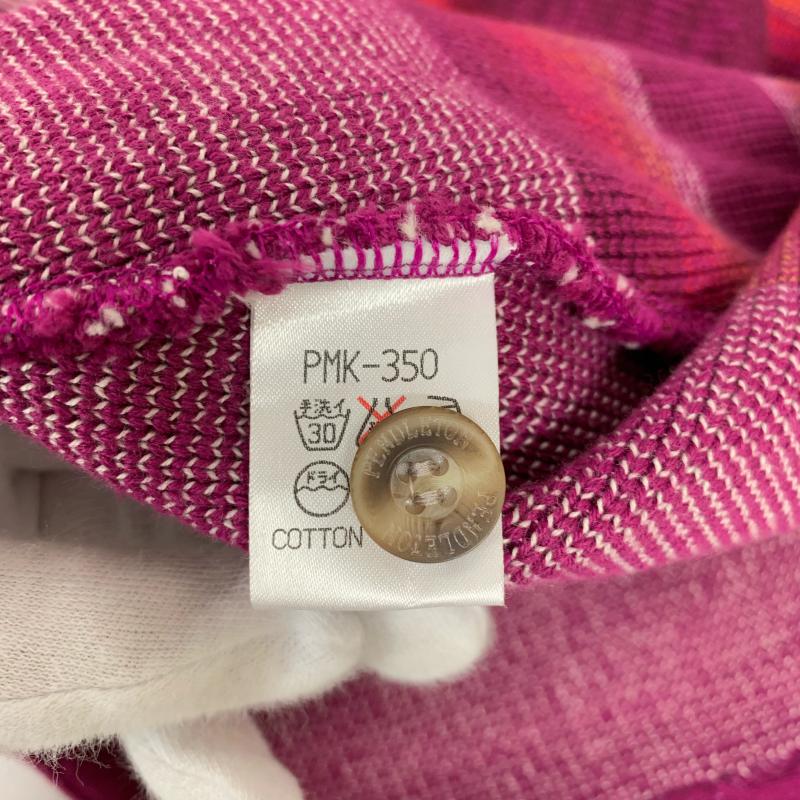 PMK-350
手洗イ
30
ドライ
COTTON
PENDLETON
PENDLETON